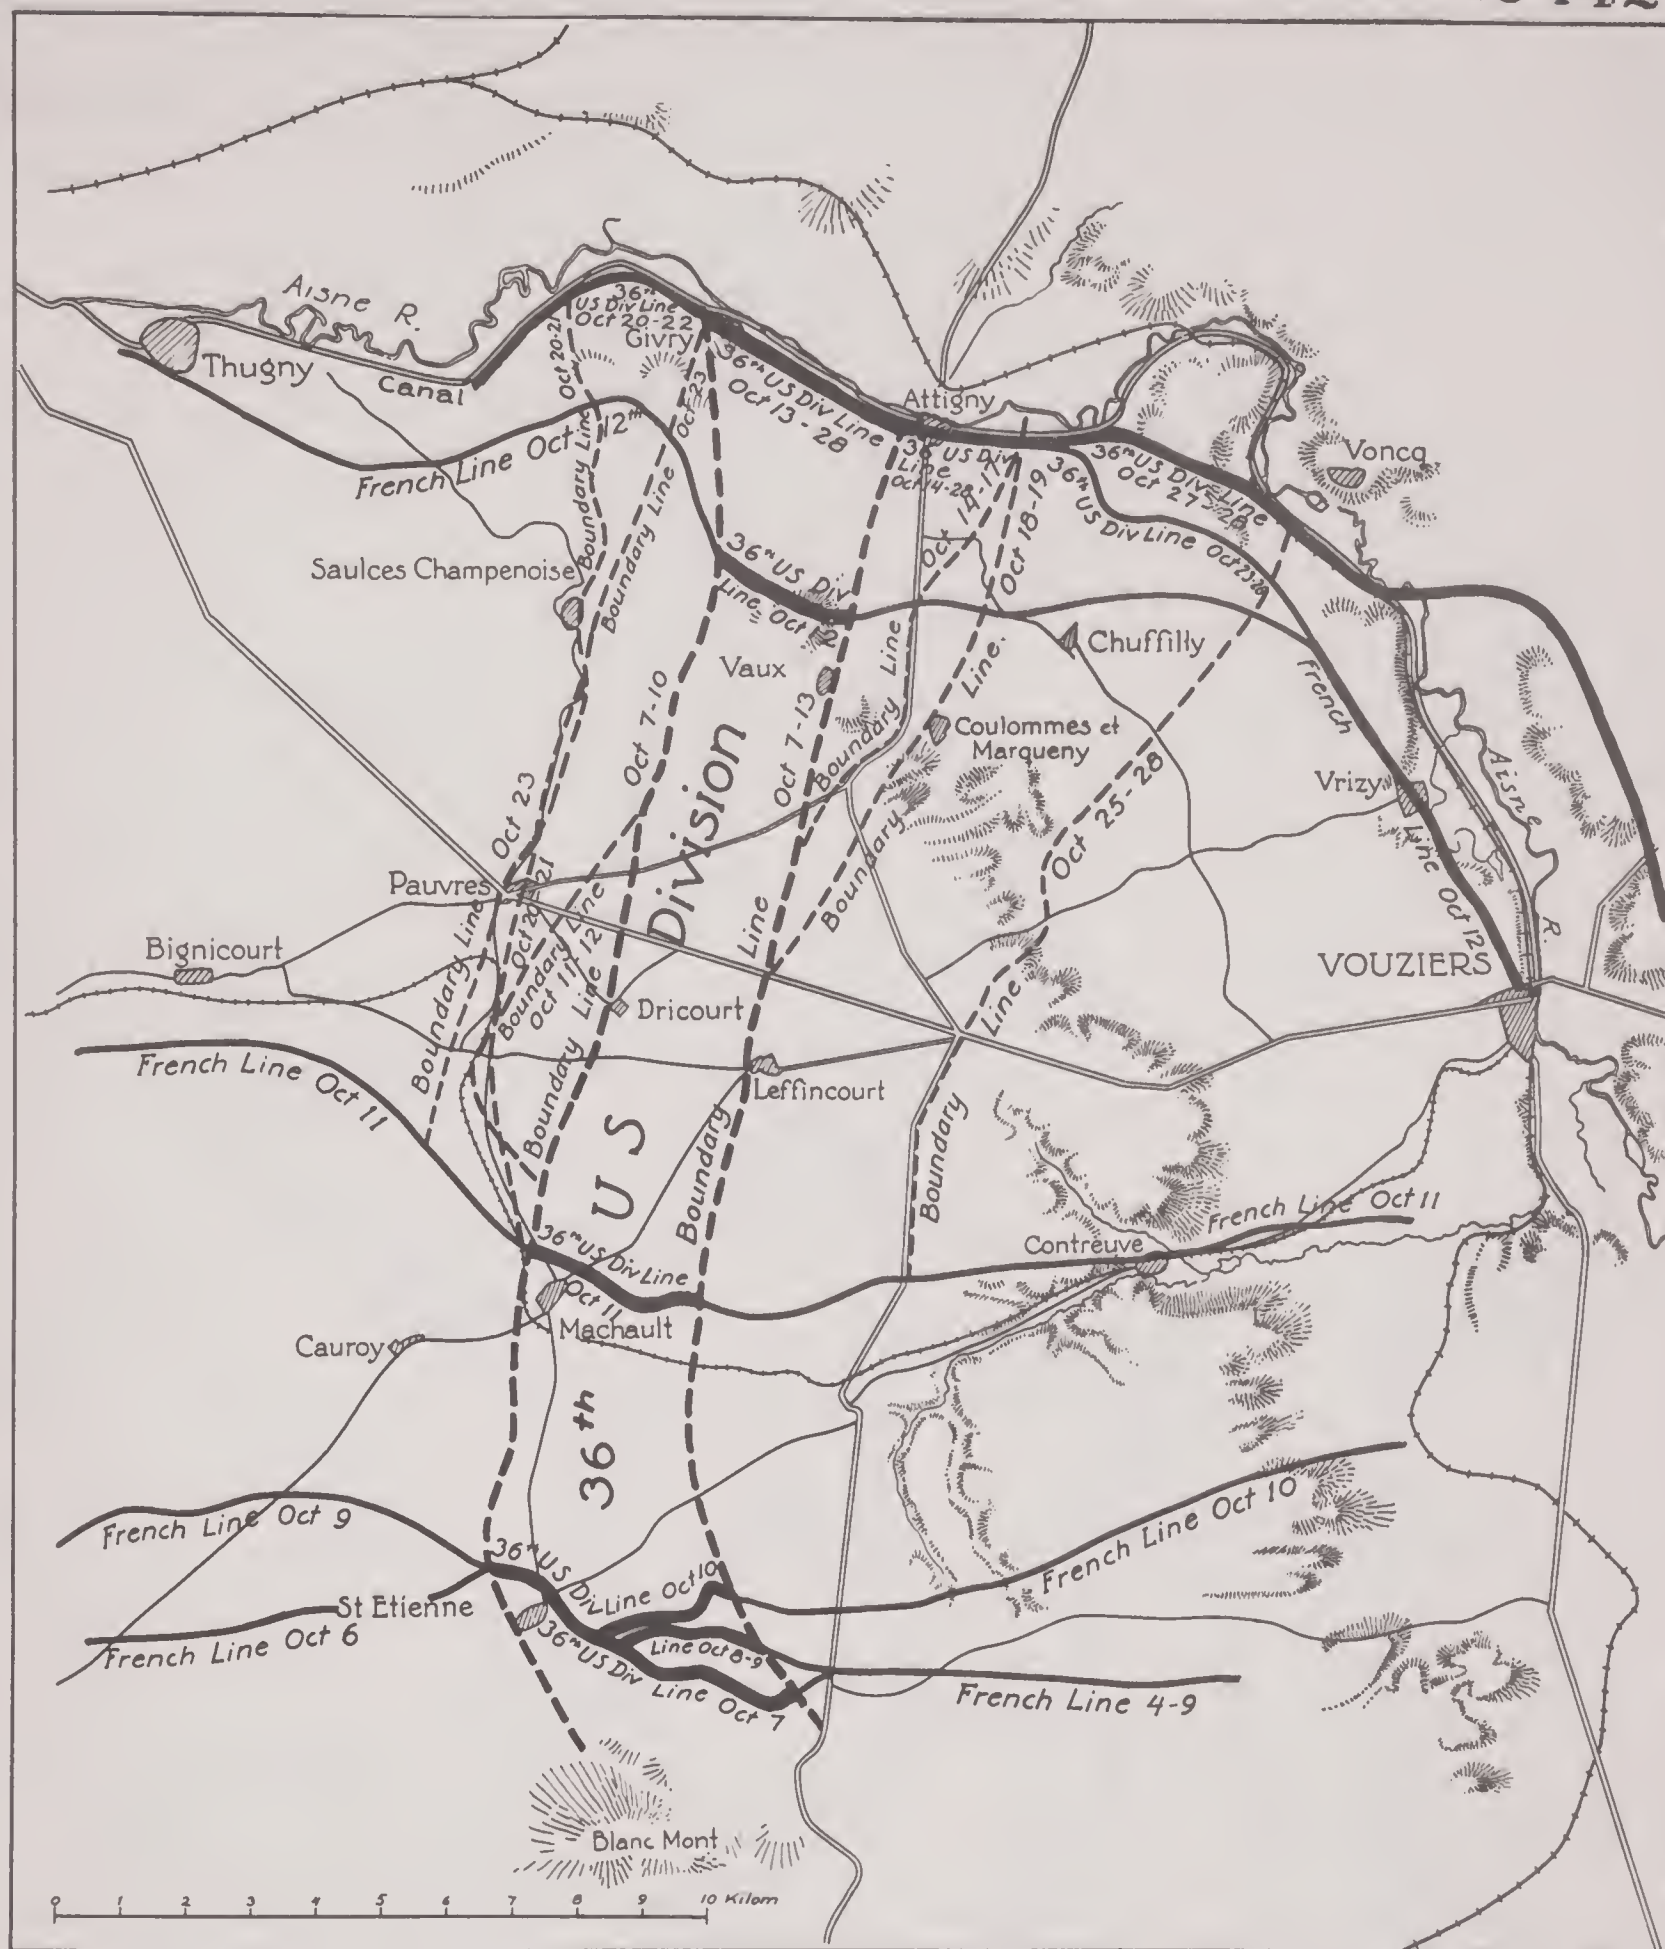 Aisne R.
Thugny
Canal
36th
US Div Line
Oct 20-22
Givry
Oct 20-21
Oct 23
36th US Div Line
Oct 13-28
Attigny
36
US Div
Line
Oct 14-28
Oct 14-17
Oct 18-19
36th US Div Line
Oct 27-28
Voncq
36th US Div Line Oct 23-26
French Line Oct 12th
Boundary Line
Boundary Line
Saulces Champenoise
36th US Div
Line Oct 12
Vaux
Chuffilly
Line
Line.
Oct 7-10
Oct 7-13
Boundary
Coulommes et
Marqueny
French
Line Oct 12
Vrizy
Aisne
R.
Oct 23
Oct 25-28
Boundary
Pauvres
Oct 20-21
Boundary Line
Boundary Line
Oct 11-12
Line
Division
Line
Bignicourt
VOUZIERS
Dricourt
Line
Boundary
French Line Oct 11
Leffincourt
Boundary
Boundary
U S
French Line Oct 11
Contreuve
36th US Div Line
Oct 11
Machault
Cauroy
36th
French Line Oct 9
French Line Oct 10
36th US Div Line Oct 10
St Etienne
French Line Oct 6
Line Oct 8-9
36th US Div Line Oct 7
French Line 4-9
Blanc Mont
0 1 2 3 4 5 6 7 8 9 10 Kilom